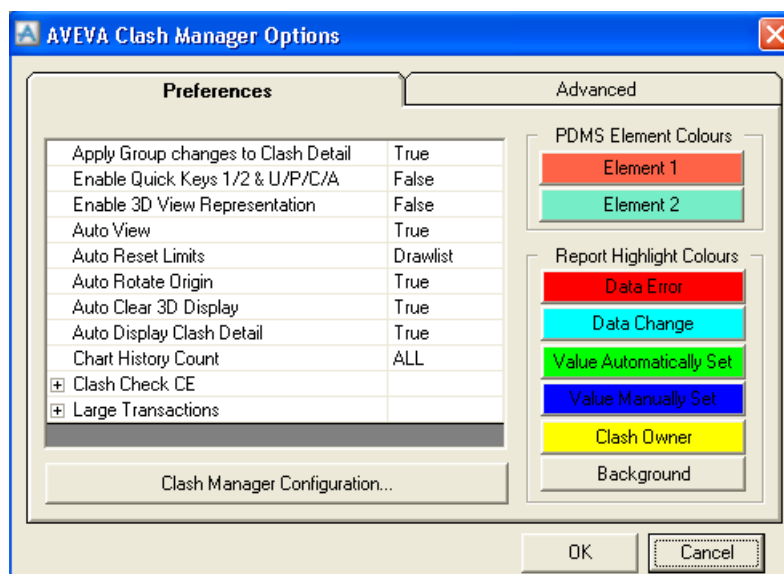 AVEVA Clash Manager Options
Preferences
Advanced
Apply Group changes to Clash Detail True
Enable Quick Keys 1/2 & U/P/C/A False
Enable 3D View Representation False
Auto View True
Auto Reset Limits Drawlist
Auto Rotate Origin True
Auto Clear 3D Display True
Auto Display Clash Detail True
Chart History Count ALL
Clash Check CE
Large Transactions
Clash Manager Configuration...
PDMS Element Colours
Element 1
Element 2
Report Highlight Colours
Data Error
Data Change
Value Automatically Set
Value Manually Set
Clash Owner
Background
OK
Cancel